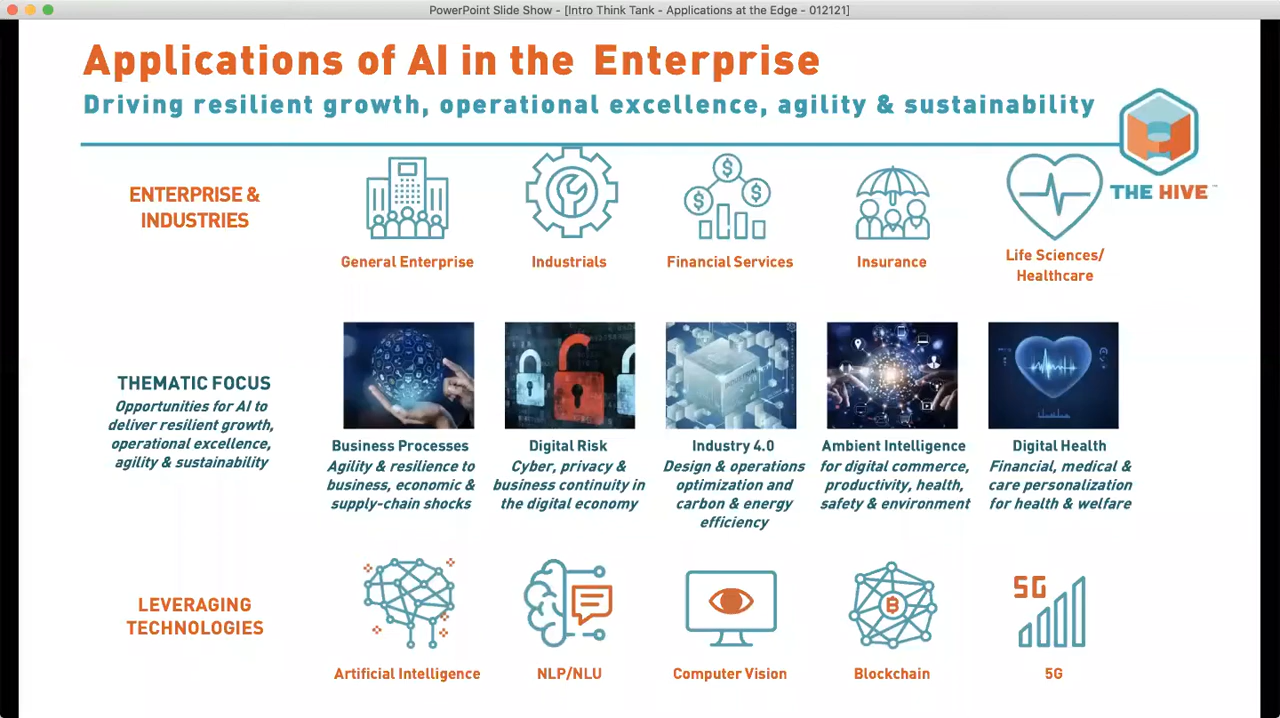 PowerPoint Slide Show - [Intro Think Tank - Applications at the Edge - 012121]
Applications of AI in the Enterprise
Driving resilient growth, operational excellence, agility & sustainability
THE HIVE™
ENTERPRISE &
INDUSTRIES
General Enterprise
Industrials
Financial Services
Insurance
Life Sciences/
Healthcare
THEMATIC FOCUS
Opportunities for AI to
deliver resilient growth,
operational excellence,
agility & sustainability
Business Processes
Agility & resilience to
business, economic &
supply-chain shocks
Digital Risk
Cyber, privacy &
business continuity in
the digital economy
Industry 4.0
Design & operations
optimization and
carbon & energy
efficiency
Ambient Intelligence
for digital commerce,
productivity, health,
safety & environment
Digital Health
Financial, medical &
care personalization
for health & welfare
LEVERAGING
TECHNOLOGIES
Artificial Intelligence
NLP/NLU
Computer Vision
Blockchain
5G
5G